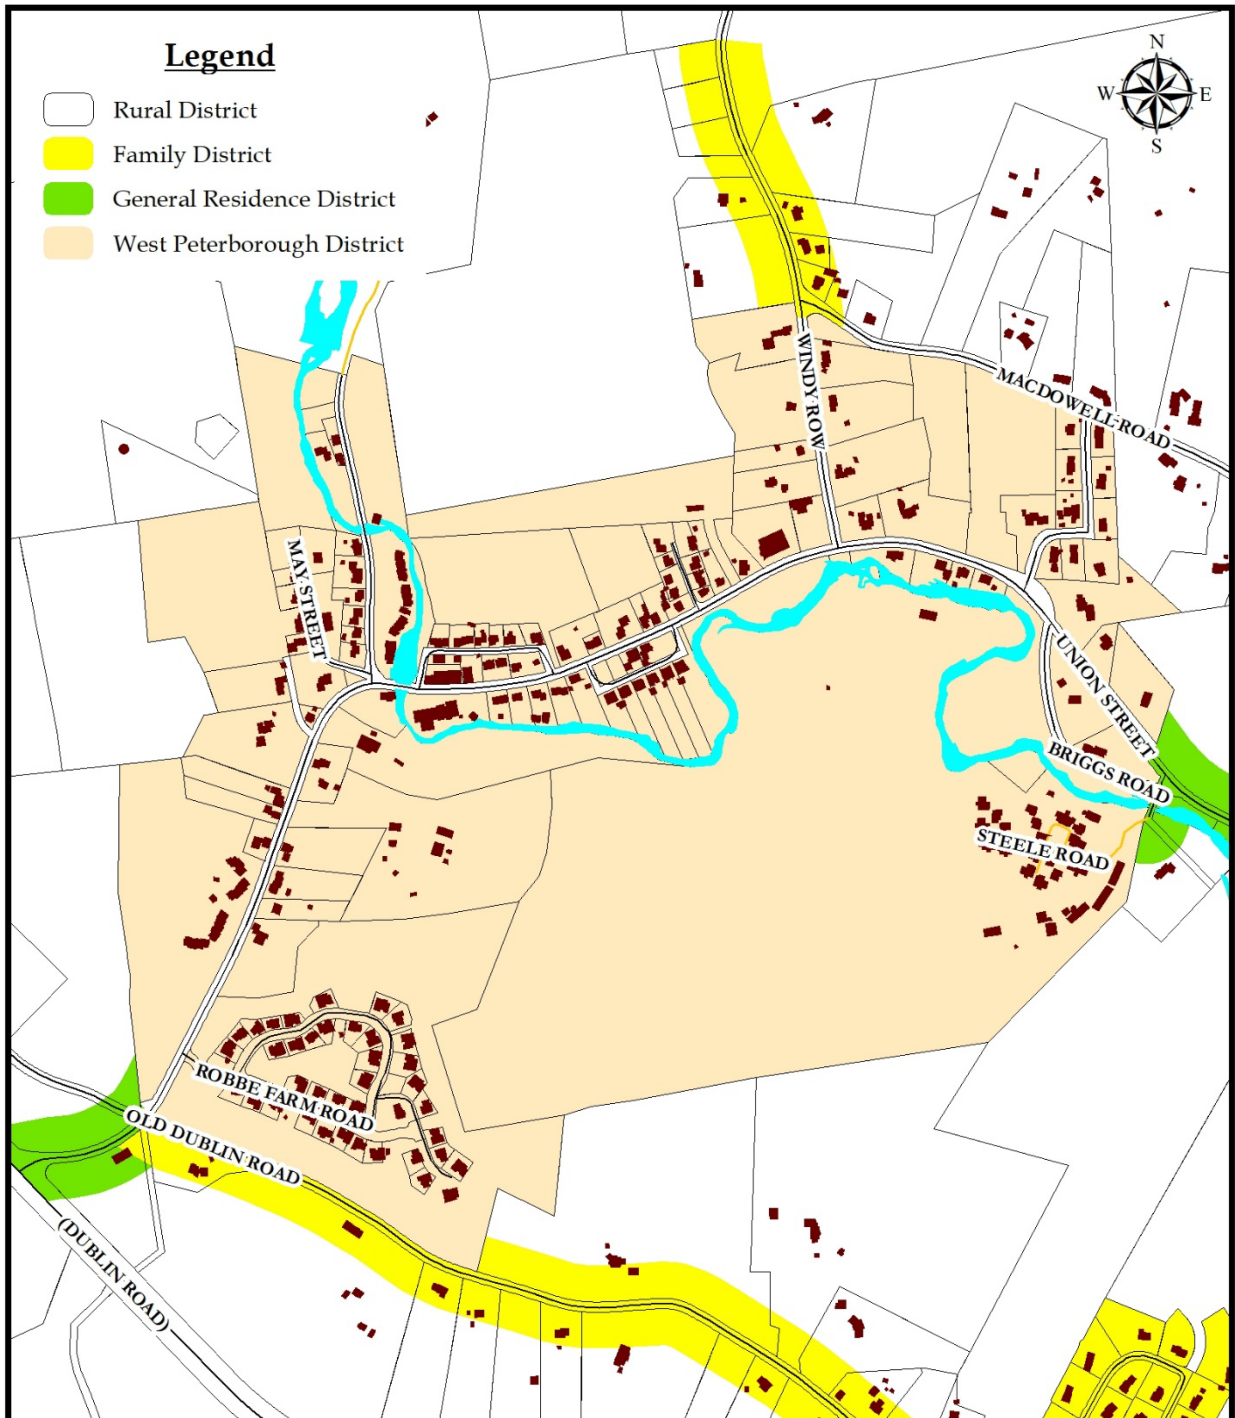 Legend
Rural District
Family District
General Residence District
West Peterborough District
N
W E
S
WINDY ROW
MACDOWELL ROAD
MAY STREET
UNION STREET
BRIGGS ROAD
STEELE ROAD
ROBBE FARM ROAD
OLD DUBLIN ROAD
(DUBLIN ROAD)